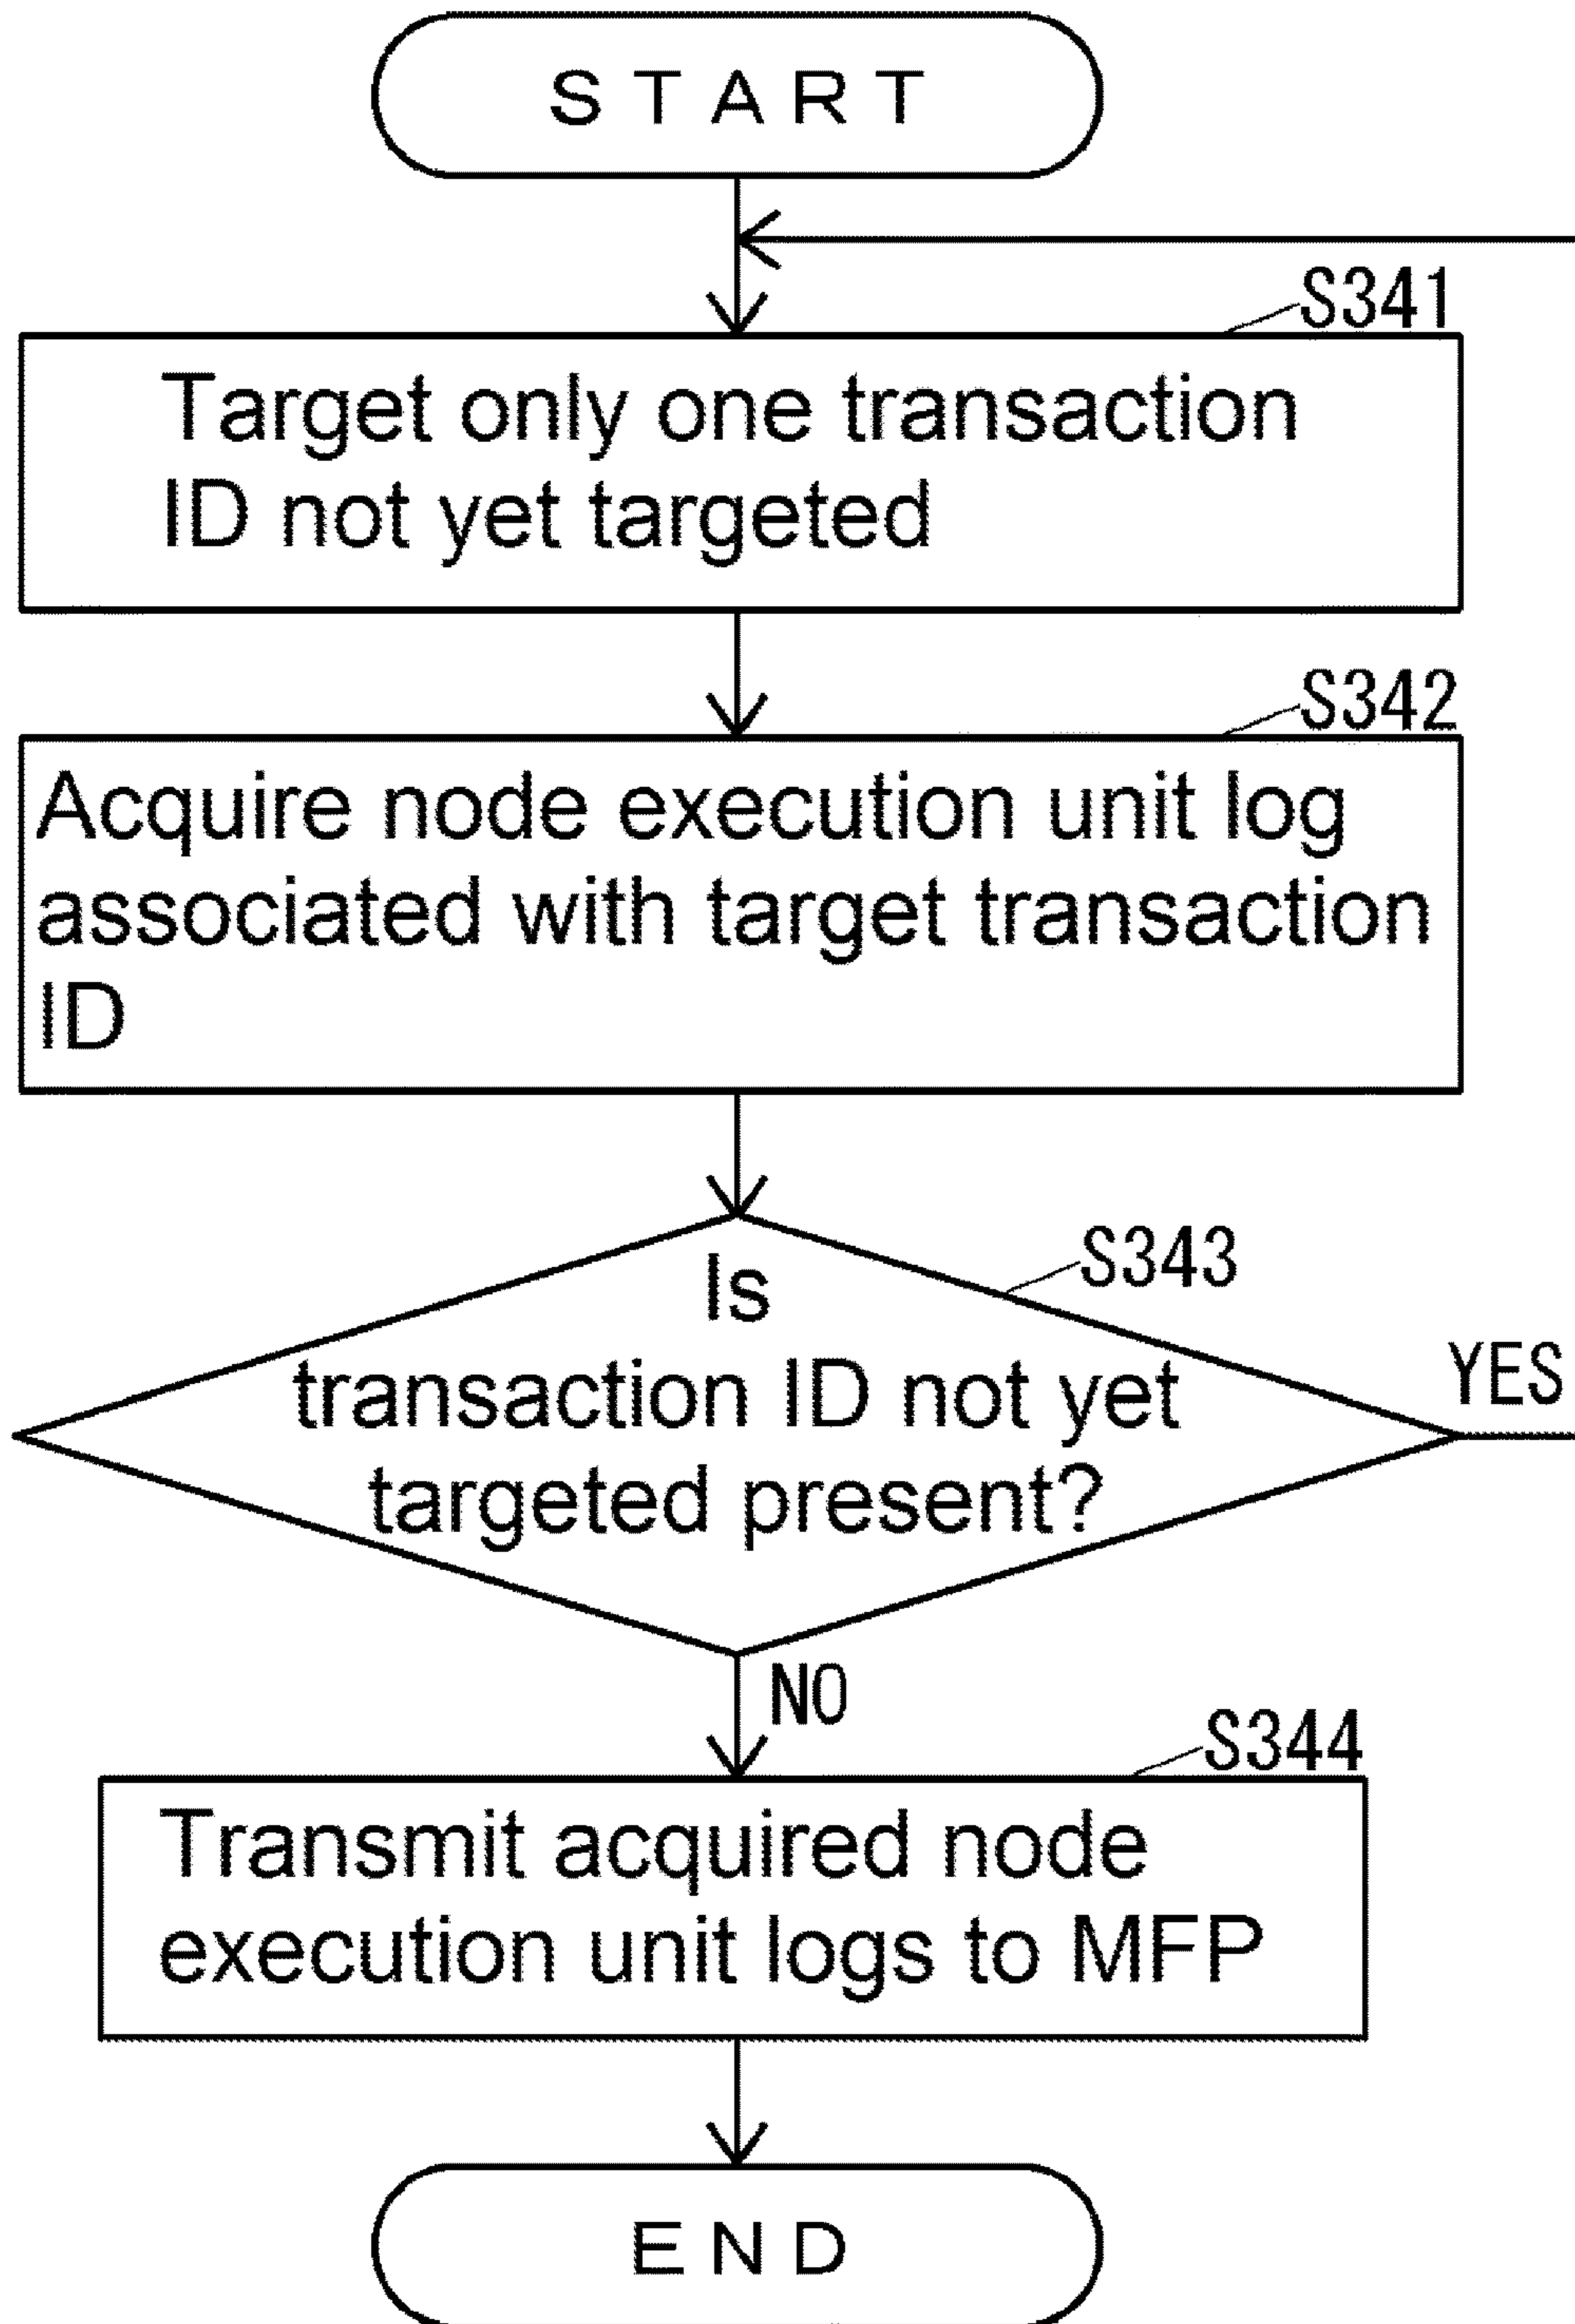 START
S341
Target only one transaction
ID not yet targeted
S342
Acquire node execution unit log
associated with target transaction
ID
S343
Is
transaction ID not yet
targeted present?
YES
NO
S344
Transmit acquired node
execution unit logs to MFP
END